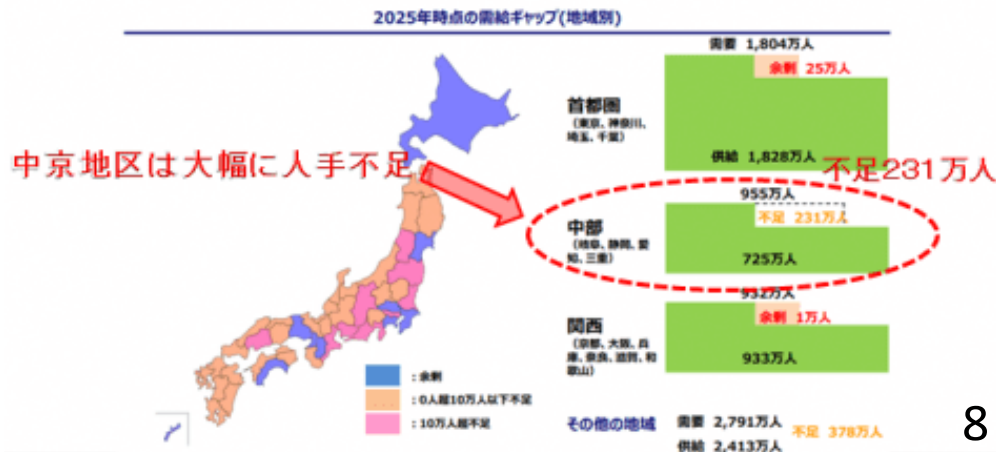 2025年時点の需給ギャップ(地域別)
需要 1,804万人
余剰 25万人
首都圏
(東京、神奈川、
埼玉、千葉)
供給 1,828万人
中京地区は大幅に人手不足
不足231万人
955万人
不足 231万人
中部
(岐阜、静岡、愛
知、三重)
725万人
932万人
余剰 1万人
関西
(京都、大阪、兵
庫、奈良、滋賀、和
歌山)
933万人
:余剰
:0人超10万人以下不足
:10万人超不足
その他の地域
需要 2,791万人
不足 378万人
供給 2,413万人
8